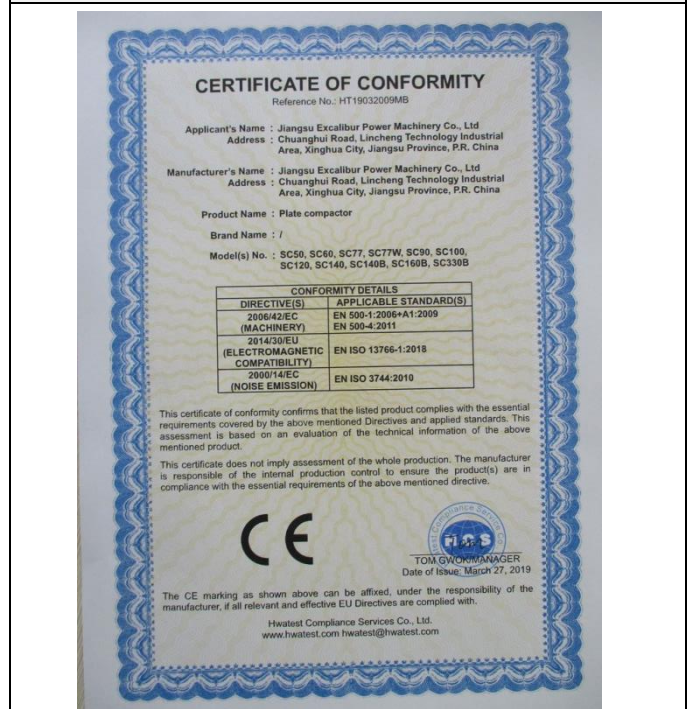 CERTIFICATE OF CONFORMITY
Reference No.: HT19032009MB
Applicant's Name : Jiangsu Excalibur Power Machinery Co., Ltd
Address : Chuanghui Road, Lincheng Technology Industrial
Area, Xinghua City, Jiangsu Province, P.R. China
Manufacturer's Name : Jiangsu Excalibur Power Machinery Co., Ltd
Address : Chuanghui Road, Lincheng Technology Industrial
Area, Xinghua City, Jiangsu Province, P.R. China
Product Name : Plate compactor
Brand Name : /
Model(s) No. : SC50, SC60, SC77, SC77W, SC90, SC100,
SC120, SC140, SC140B, SC160B, SC330B
CONFORMITY DETAILS
DIRECTIVE(S) APPLICABLE STANDARD(S)
2006/42/EC EN 500-1:2006+A1:2009
(MACHINERY) EN 500-4:2011
2014/30/EU
(ELECTROMAGNETIC EN ISO 13766-1:2018
COMPATIBILITY)
2000/14/EC
(NOISE EMISSION) EN ISO 3744:2010
This certificate of conformity confirms that the listed product complies with the essential
requirements covered by the above mentioned Directives and applied standards. This
assessment is based on an evaluation of the technical information of the above
mentioned product.
This certificate does not imply assessment of the whole production. The manufacturer
is responsible of the internal production control to ensure the product(s) are in
compliance with the essential requirements of the above mentioned directive.
CE
Compliance Service
TOM GWOK/MANAGER
Date of Issue: March 27, 2019
The CE marking as shown above can be affixed, under the responsibility of the
manufacturer, if all relevant and effective EU Directives are complied with.
Hwatest Compliance Services Co., Ltd.
www.hwatest.com hwatest@hwatest.com